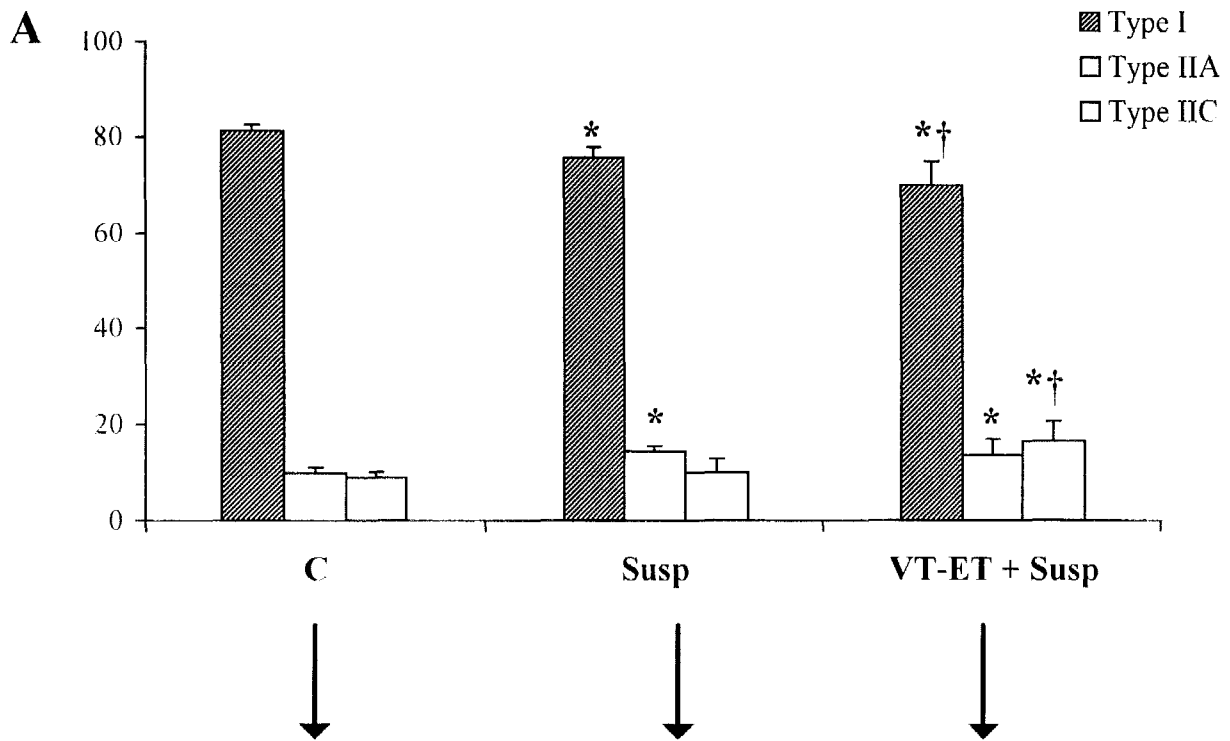 A
Type I
Type IIA
Type IIC
100
80
60
40
20
0
*
*†
*
*
*†
C
Susp
VT-ET + Susp